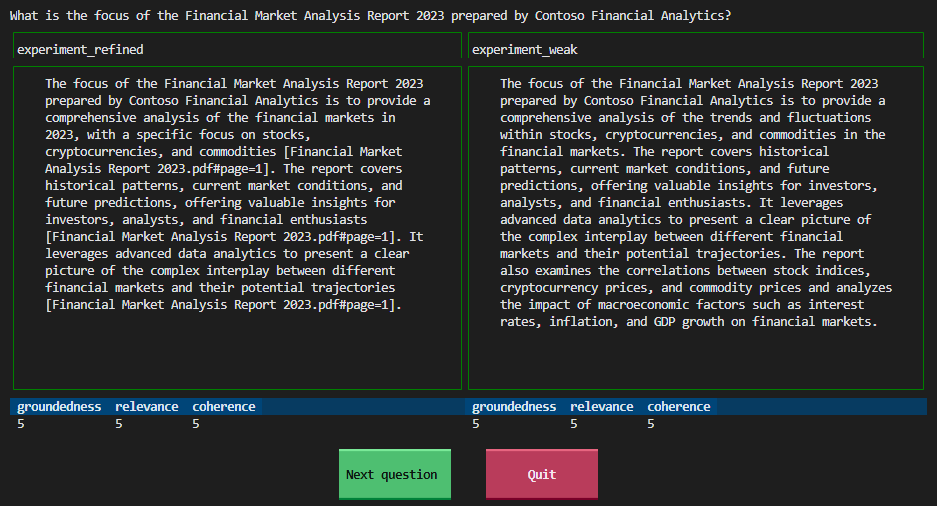 What is the focus of the Financial Market Analysis Report 2023 prepared by Contoso Financial Analytics?
experiment_refined
The focus of the Financial Market Analysis Report 2023
prepared by Contoso Financial Analytics is to provide a
comprehensive analysis of the financial markets in
2023, with a specific focus on stocks,
cryptocurrencies, and commodities [Financial Market
Analysis Report 2023.pdf#page=1]. The report covers
historical patterns, current market conditions, and
future predictions, offering valuable insights for
investors, analysts, and financial enthusiasts
[Financial Market Analysis Report 2023.pdf#page=1]. It
leverages advanced data analytics to present a clear
picture of the complex interplay between different
financial markets and their potential trajectories
[Financial Market Analysis Report 2023.pdf#page=1].
groundedness relevance coherence
5 5 5
experiment_weak
The focus of the Financial Market Analysis Report 2023
prepared by Contoso Financial Analytics is to provide a
comprehensive analysis of the trends and fluctuations
within stocks, cryptocurrencies, and commodities in the
financial markets. The report covers historical
patterns, current market conditions, and future
predictions, offering valuable insights for investors,
analysts, and financial enthusiasts. It leverages
advanced data analytics to present a clear picture of
the complex interplay between different financial
markets and their potential trajectories. The report
also examines the correlations between stock indices,
cryptocurrency prices, and commodity prices and analyzes
the impact of macroeconomic factors such as interest
rates, inflation, and GDP growth on financial markets.
groundedness relevance coherence
5 5 5
Next question
Quit